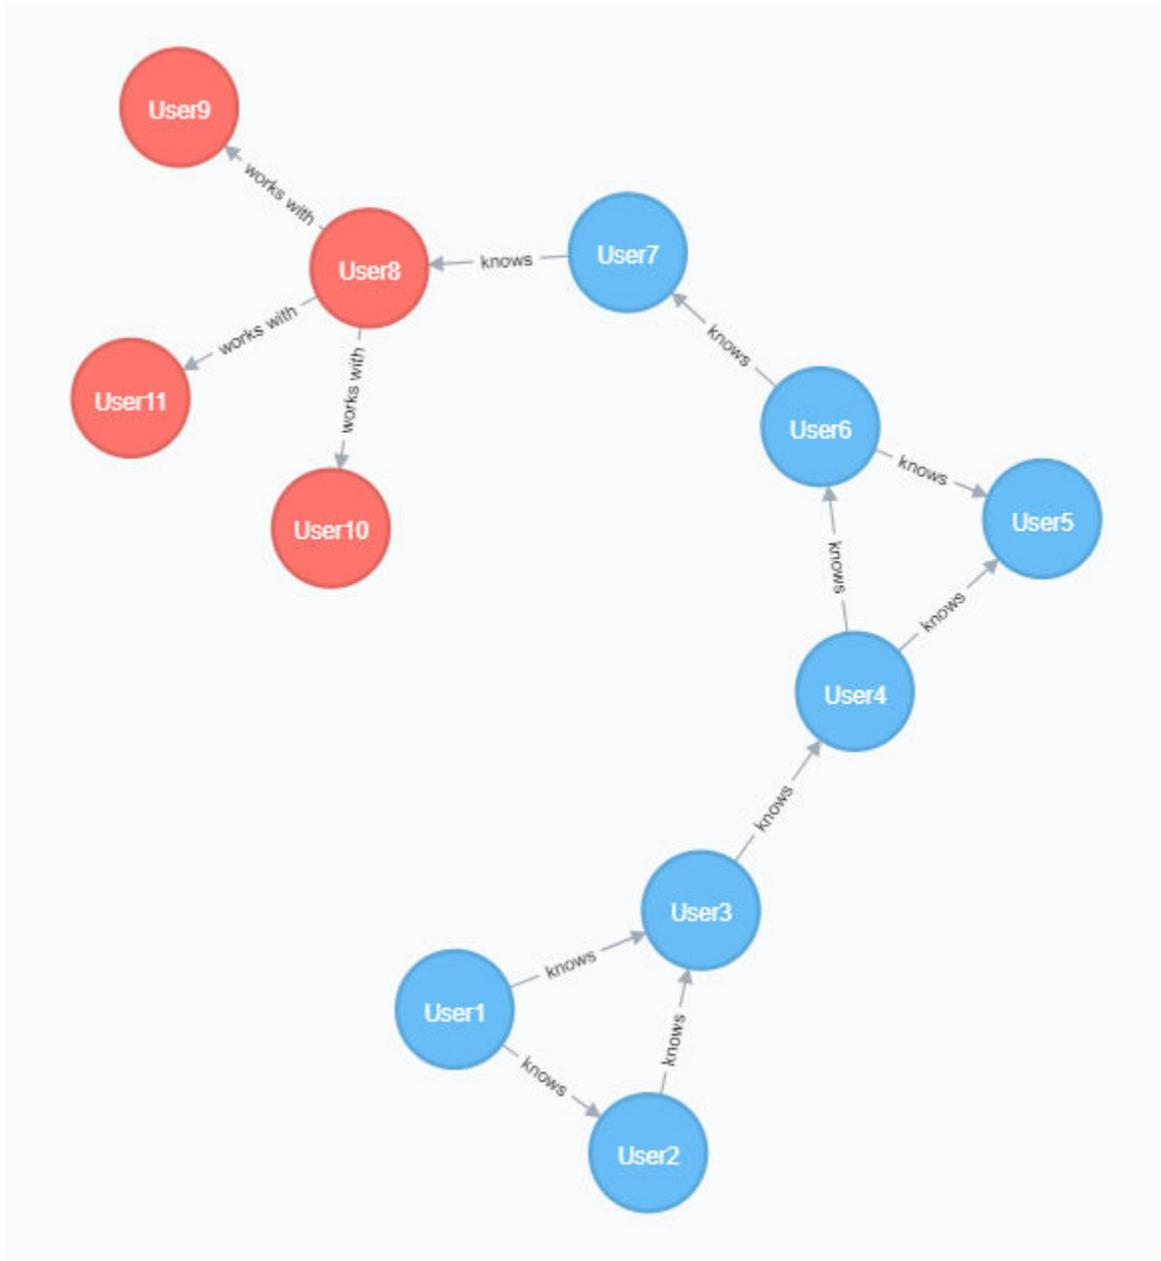 User9
works with
User7
User8
knows
works with
knows
User11
works with
User6
knows
User5
User10
knows
knows
User4
knows
User3
knows
User1
knows
knows
User2